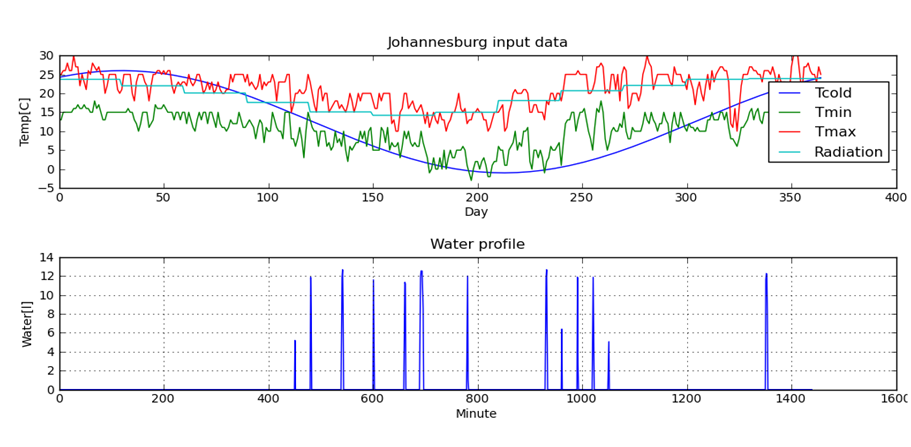 Johannesburg input data
30
25
20
15
10
5
0
−5
Temp[C]
Tcold
Tmin
Tmax
Radiation
0 50 100 150 200 250 300 350 400
Day
Water profile
14
12
10
8
6
4
2
0
Water[l]
0 200 400 600 800 1000 1200 1400 1600
Minute